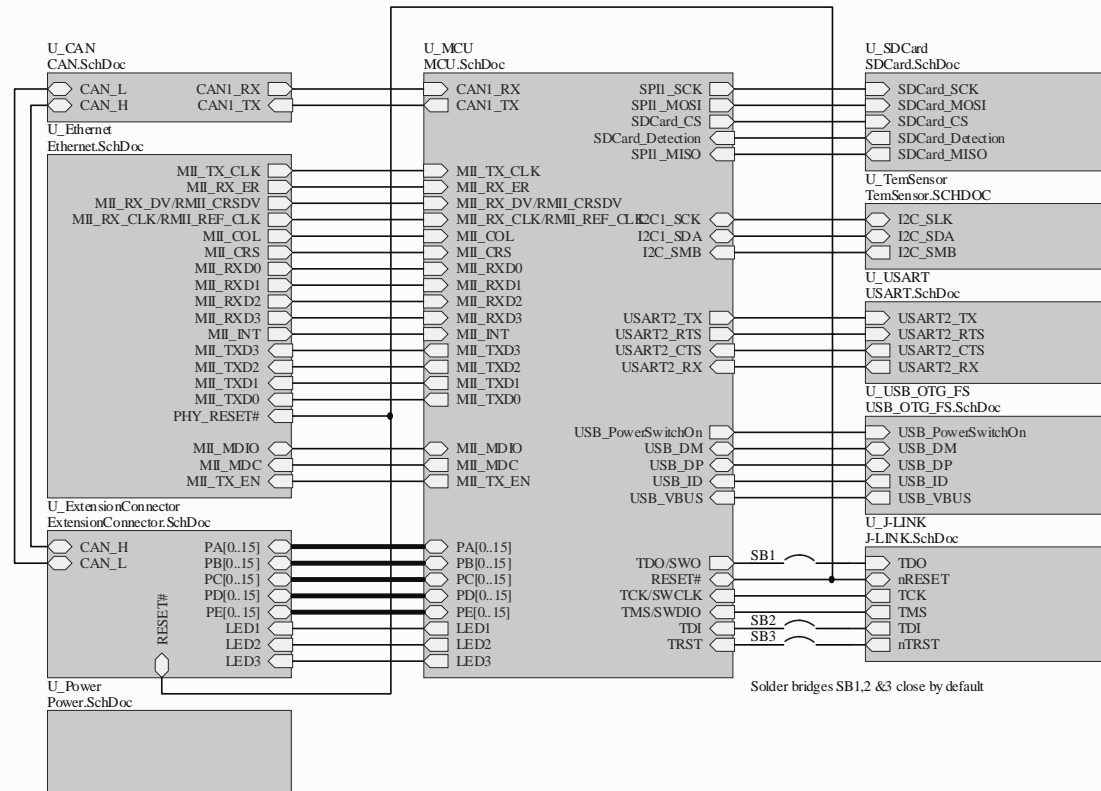 U_CAN
CAN.SchDoc
CAN_L CAN1_RX
CAN_H CAN1_TX
U_Ethernet
Ethernet.SchDoc
MII_TX_CLK
MII_RX_ER
MII_RX_DV/RMII_CRSDV
MII_RX_CLK/RMII_REF_CLK
MII_COL
MII_CRS
MII_RXD0
MII_RXD1
MII_RXD2
MII_RXD3
MII_INT
MII_TXD3
MII_TXD2
MII_TXD1
MII_TXD0
PHY_RESET#
MII_MDIO
MII_MDC
MII_TX_EN
U_ExtensionConnector
ExtensionConnector.SchDoc
CAN_H PA[0..15]
CAN_L PB[0..15]
PC[0..15]
PD[0..15]
PE[0..15]
LED1
LED2
LED3
RESET#
U_Power
Power.SchDoc
U_MCU
MCU.SchDoc
CAN1_RX SPI1_SCK
CAN1_TX SPI1_MOSI
SDCard_CS
SDCard_Detection
SPI1_MISO
MII_TX_CLK
MII_RX_ER
MII_RX_DV/RMII_CRSDV
MII_RX_CLK/RMII_REF_CLK I2C1_SCK
MII_COL I2C1_SDA
MII_CRS I2C_SMB
MII_RXD0
MII_RXD1
MII_RXD2
MII_RXD3 USART2_TX
MII_INT USART2_RTS
MII_TXD3 USART2_CTS
MII_TXD2 USART2_RX
MII_TXD1
MII_TXD0
USB_PowerSwitchOn
MII_MDIO USB_DM
MII_MDC USB_DP
MII_TX_EN USB_ID
USB_VBUS
PA[0..15]
PB[0..15] TDO/SWO
PC[0..15] RESET#
PD[0..15] TCK/SWCLK
PE[0..15] TMS/SWDIO
LED1 TDI
LED2 TRST
LED3
SB1
SB2
SB3
U_SDCard
SDCard.SchDoc
SDCard_SCK
SDCard_MOSI
SDCard_CS
SDCard_Detection
SDCard_MISO
U_TemSensor
TemSensor.SCHDOC
I2C_SLK
I2C_SDA
I2C_SMB
U_USART
USART.SchDoc
USART2_TX
USART2_RTS
USART2_CTS
USART2_RX
U_USB_OTG_FS
USB_OTG_FS.SchDoc
USB_PowerSwitchOn
USB_DM
USB_DP
USB_ID
USB_VBUS
U_J-LINK
J-LINK.SchDoc
TDO
nRESET
TCK
TMS
TDI
nTRST
Solder bridges SB1,2 &3 close by default